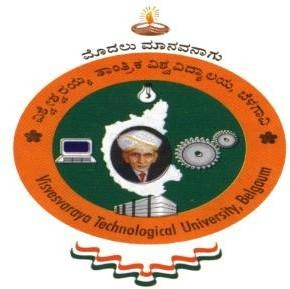 ಮೊದಲು ಮಾನವನಾಗು
ವಿಶ್ವೇಶ್ವರಯ್ಯ ತಾಂತ್ರಿಕ ವಿಶ್ವವಿದ್ಯಾಲಯ, ಬೆಳಗಾವಿ
Visvesvaraya Technological University, Belgaum